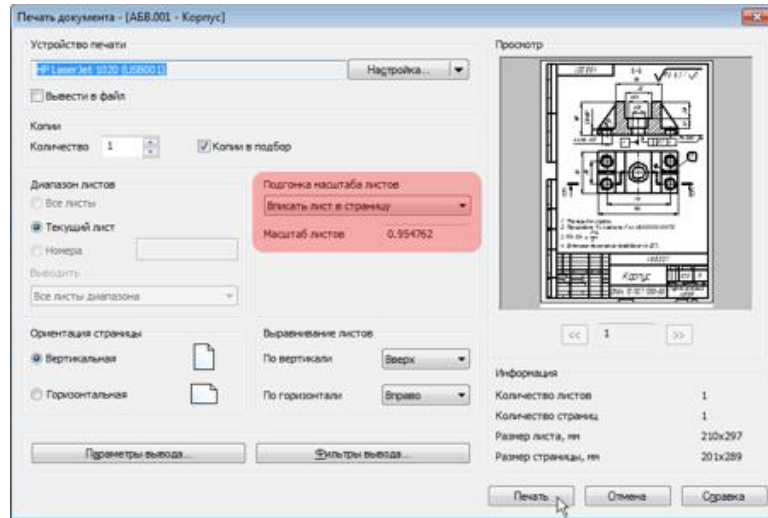 Печать документа - [АБВ.001 - Корпус]
Устройство печати
HP LaserJet 1020 (USB001)
Настройка...
Вывести в файл
Копии
Количество 1
Копии в подбор
Диапазон листов
Все листы
Текущий лист
Номера
Выводить
Все листы диапазона
Подгонка масштаба листов
Вписать лист в страницу
Масштаб листов 0.954762
Ориентация страницы
Вертикальная
Горизонтальная
Выравнивание листов
По вертикали Вверх
По горизонтали Вправо
Параметры вывода...
Фильтры вывода...
Просмотр
Корпус
<< 1 >>
Информация
Количество листов 1
Количество страниц 1
Размер листа, мм 210x297
Размер страницы, мм 201x289
Печать
Отмена
Справка